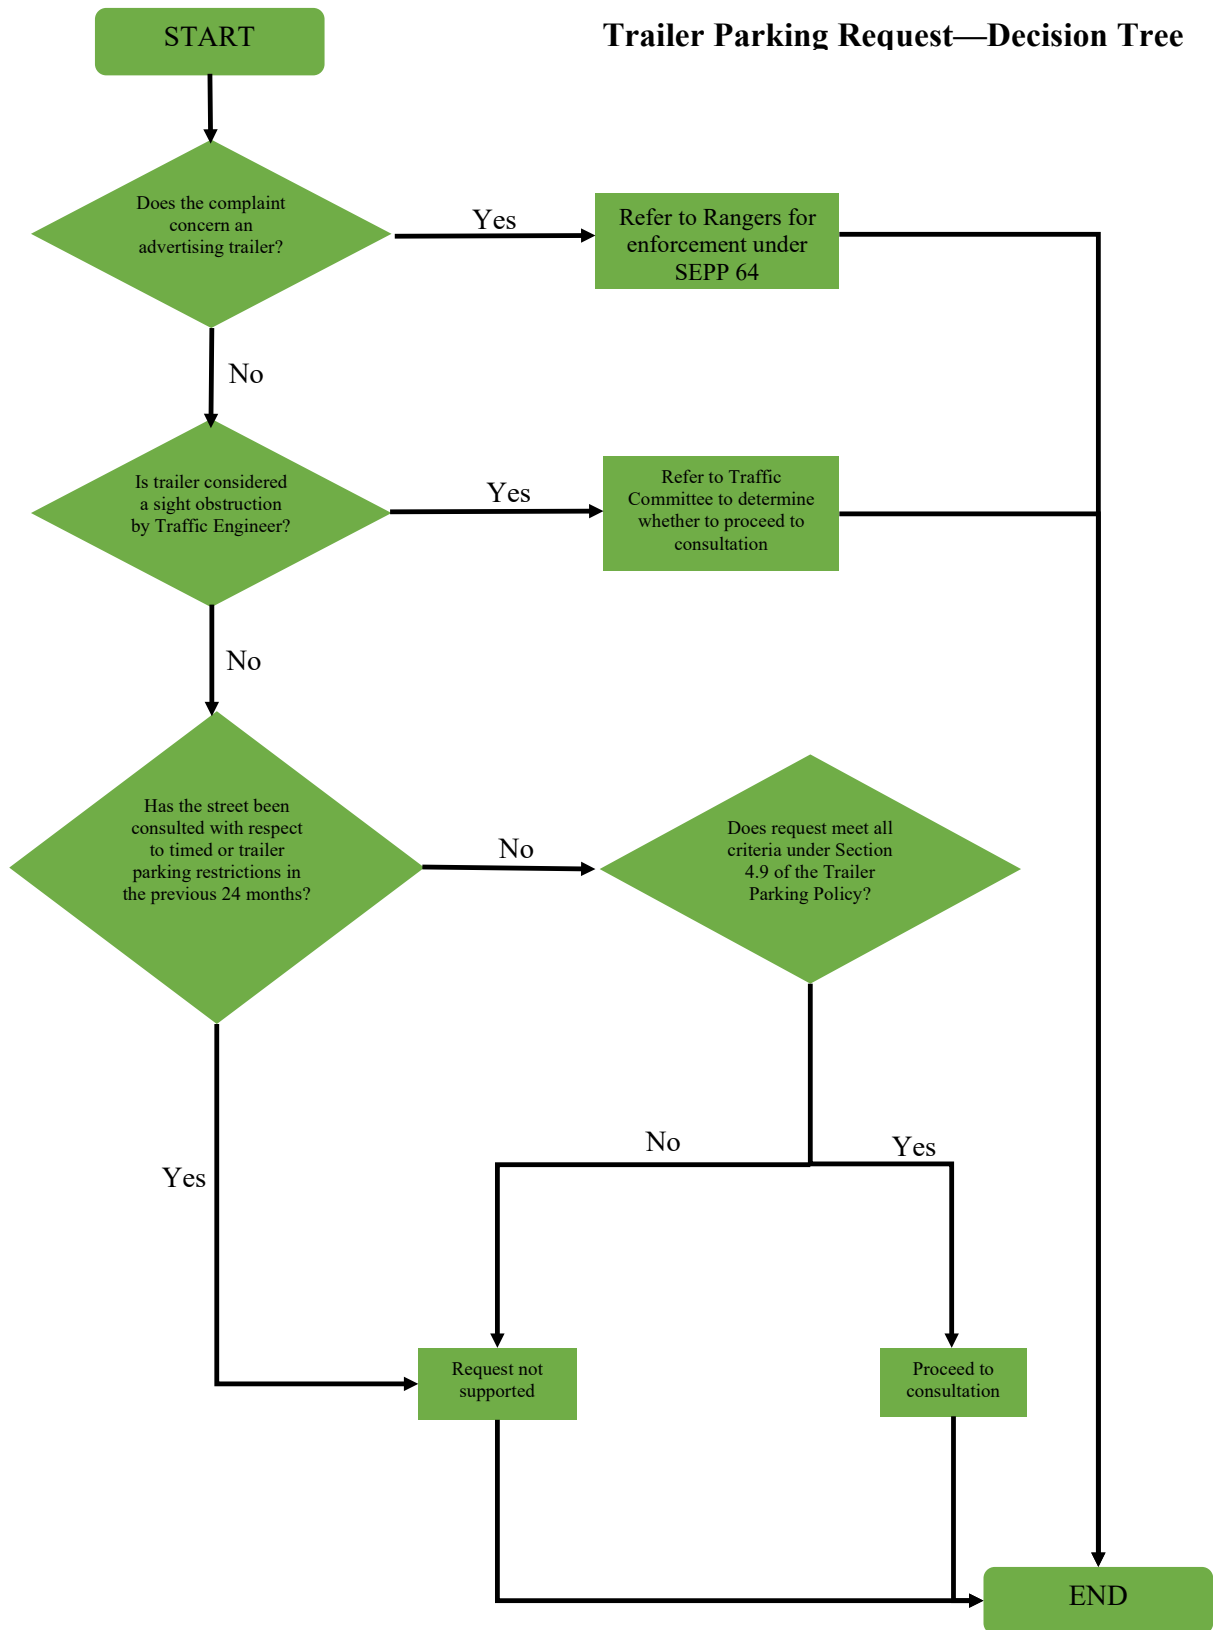 START
Trailer Parking Request—Decision Tree
Does the complaint
concern an
advertising trailer?
Yes
Refer to Rangers for
enforcement under
SEPP 64
No
Is trailer considered
a sight obstruction
by Traffic Engineer?
Yes
Refer to Traffic
Committee to determine
whether to proceed to
consultation
No
Has the street been
consulted with respect
to timed or trailer
parking restrictions in
the previous 24 months?
No
Does request meet all
criteria under Section
4.9 of the Trailer
Parking Policy?
No
Yes
Yes
Request not
supported
Proceed to
consultation
END